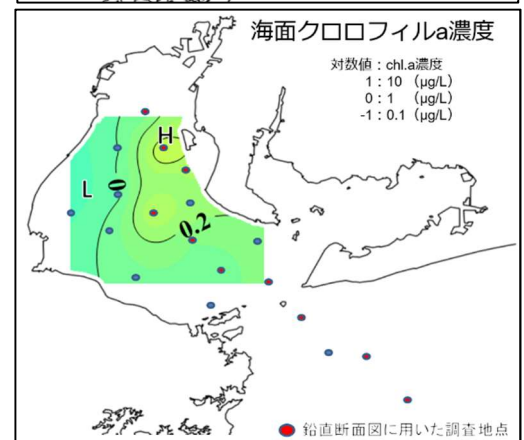 海面クロロフィルa濃度
対数値：chl.a濃度
1：10 （μg/L）
0：1 （μg/L）
-1：0.1 （μg/L）
H
L
0
0.2
鉛直断面図に用いた調査地点